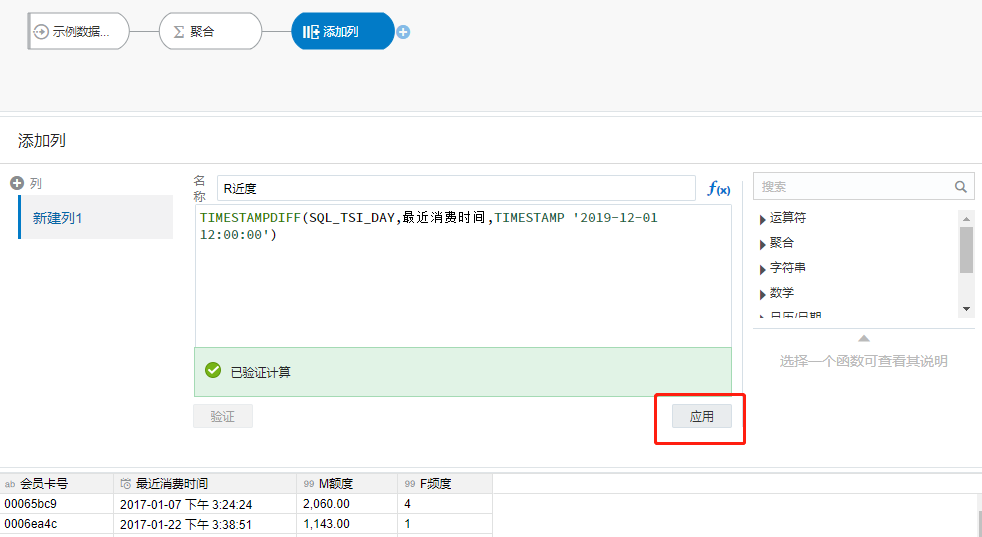 示例数据...
聚合
添加列
添加列
列
新建列1
名称
R近度
f(x)
TIMESTAMPDIFF(SQL_TSI_DAY,最近消费时间,TIMESTAMP '2019-12-01
12:00:00')
已验证计算
验证
应用
搜索
运算符
聚合
字符串
数学
日历/日期
选择一个函数可查看其说明
ab 会员卡号 最近消费时间 99 M额度 99 F频度
00065bc9 2017-01-07 下午 3:24:24 2,060.00 4
0006ea4c 2017-01-22 下午 3:38:51 1,143.00 1